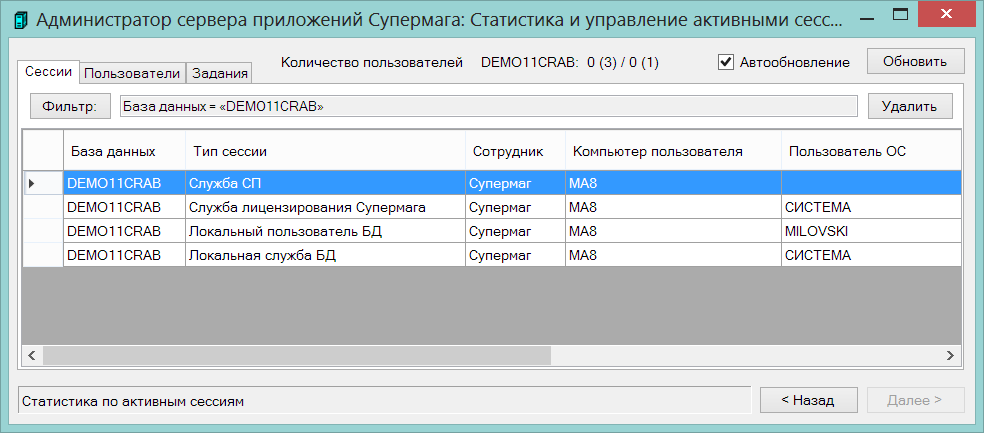 Администратор сервера приложений Супермага: Статистика и управление активными сесс...
Сессии Пользователи Задания Количество пользователей DEMO11CRAB: 0 (3) / 0 (1) Автообновление Обновить
Фильтр: База данных = «DEMO11CRAB» Удалить
База данных Тип сессии Сотрудник Компьютер пользователя Пользователь ОС
DEMO11CRAB Служба СП Супермаг MA8
DEMO11CRAB Служба лицензирования Супермага Супермаг MA8 СИСТЕМА
DEMO11CRAB Локальный пользователь БД Супермаг MA8 MILOVSKI
DEMO11CRAB Локальная служба БД Супермаг MA8 СИСТЕМА
Статистика по активным сессиям < Назад Далее >